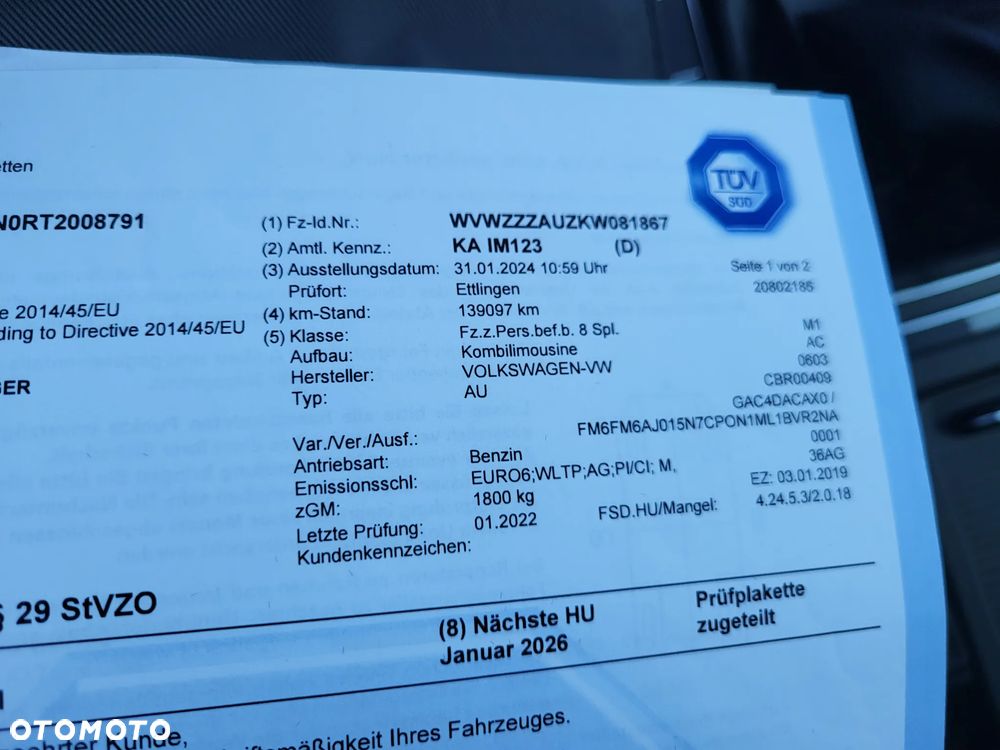 etten
TÜV
SÜD
N0RT2008791
(1) Fz-Id.Nr.: WVWZZZAUZKW081867
(2) Amtl. Kennz.: KA IM123 (D)
(3) Ausstellungsdatum: 31.01.2024 10:59 Uhr Seite 1 von 2
Prüfort: Ettlingen 20802186
e 2014/45/EU
(4) km-Stand: 139097 km
ding to Directive 2014/45/EU
(5) Klasse: Fz.z.Pers.bef.b. 8 Spl. M1
Aufbau: Kombilimousine AC
GER
Hersteller: VOLKSWAGEN-VW 0603
Typ: AU CBR00409
GAC4DACAX0 /
Var./Ver./Ausf.: FM6FM6AJ015N7CPON1ML1BVR2NA
Antriebsart: Benzin 0001
Emissionsschl: EURO6;WLTP;AG;PI/CI; M, 36AG
zGM: 1800 kg EZ: 03.01.2019
Letzte Prüfung: 01.2022 FSD.HU/Mangel: 4.24.5.3/2.0.18
Kundenkennzeichen:
§ 29 StVZO
(8) Nächste HU Prüfplakette
Januar 2026 zugeteilt
OTOMOTO
Kunde,
mäßigkeit Ihres Fahrzeuges.